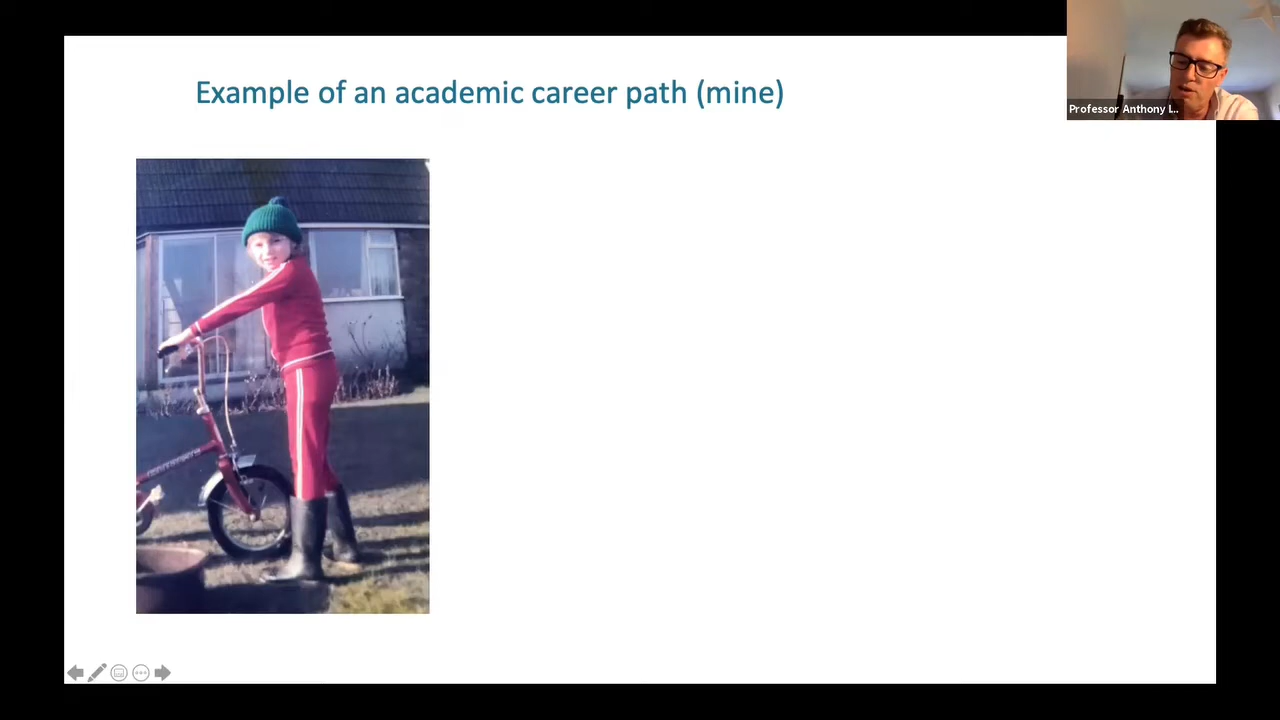 Example of an academic career path (mine)
Professor Anthony L...